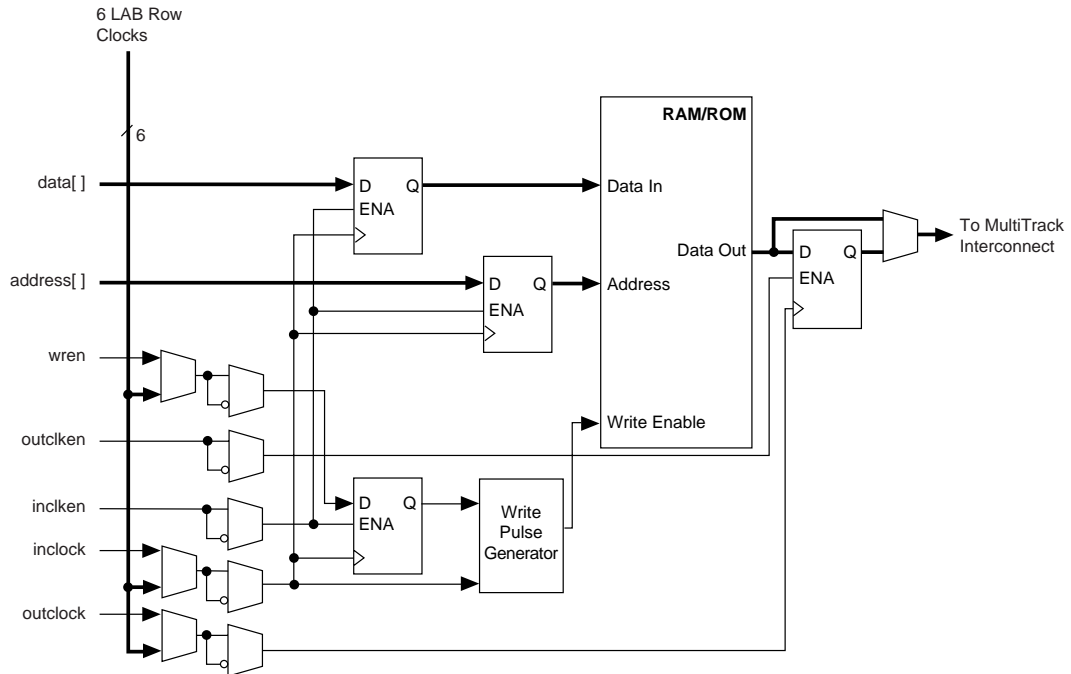 6 LAB Row
Clocks
6
RAM/ROM
data[ ]
D Q
ENA
Data In
Data Out
D Q
ENA
To MultiTrack
Interconnect
address[ ]
D Q
ENA
Address
wren
Write Enable
outclken
inclken
D Q
ENA
Write
Pulse
Generator
inclock
outclock